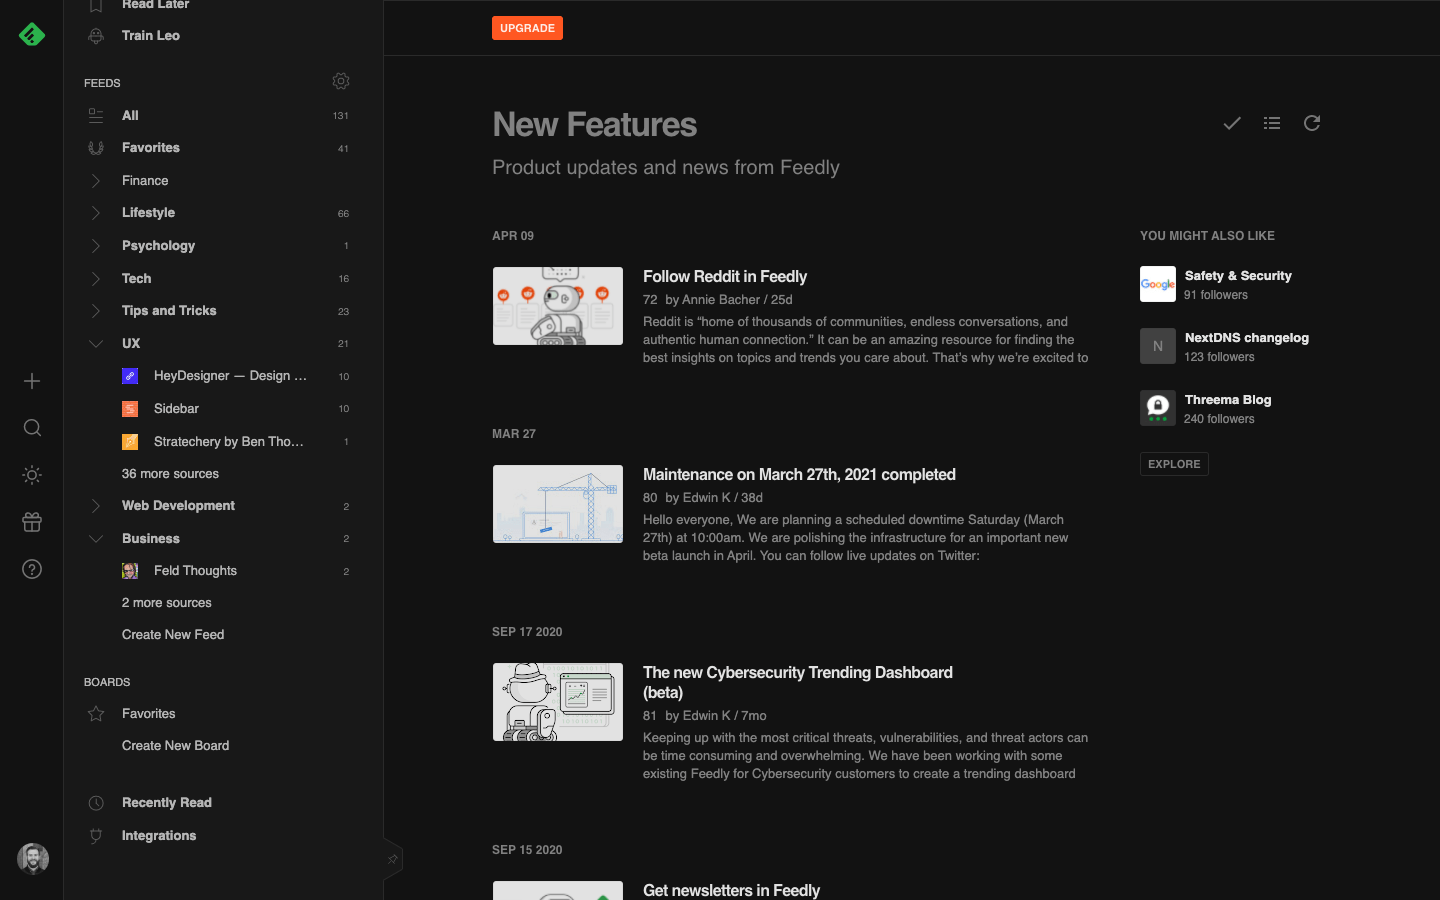 Read Later
Train Leo
FEEDS
All 131
Favorites 41
Finance
Lifestyle 66
Psychology 1
Tech 16
Tips and Tricks 23
UX 21
HeyDesigner — Design ... 10
Sidebar 10
Stratechery by Ben Tho... 1
36 more sources
Web Development 2
Business 2
Feld Thoughts 2
2 more sources
Create New Feed
BOARDS
Favorites
Create New Board
Recently Read
Integrations
UPGRADE
New Features
Product updates and news from Feedly
APR 09
Follow Reddit in Feedly
72 by Annie Bacher / 25d
Reddit is “home of thousands of communities, endless conversations, and
authentic human connection.” It can be an amazing resource for finding the
best insights on topics and trends you care about. That’s why we’re excited to
MAR 27
Maintenance on March 27th, 2021 completed
80 by Edwin K / 38d
Hello everyone, We are planning a scheduled downtime Saturday (March
27th) at 10:00am. We are polishing the infrastructure for an important new
beta launch in April. You can follow live updates on Twitter:
SEP 17 2020
The new Cybersecurity Trending Dashboard
(beta)
81 by Edwin K / 7mo
Keeping up with the most critical threats, vulnerabilities, and threat actors can
be time consuming and overwhelming. We have been working with some
existing Feedly for Cybersecurity customers to create a trending dashboard
SEP 15 2020
Get newsletters in Feedly
YOU MIGHT ALSO LIKE
Google
Safety & Security
91 followers
N
NextDNS changelog
123 followers
Threema Blog
240 followers
EXPLORE